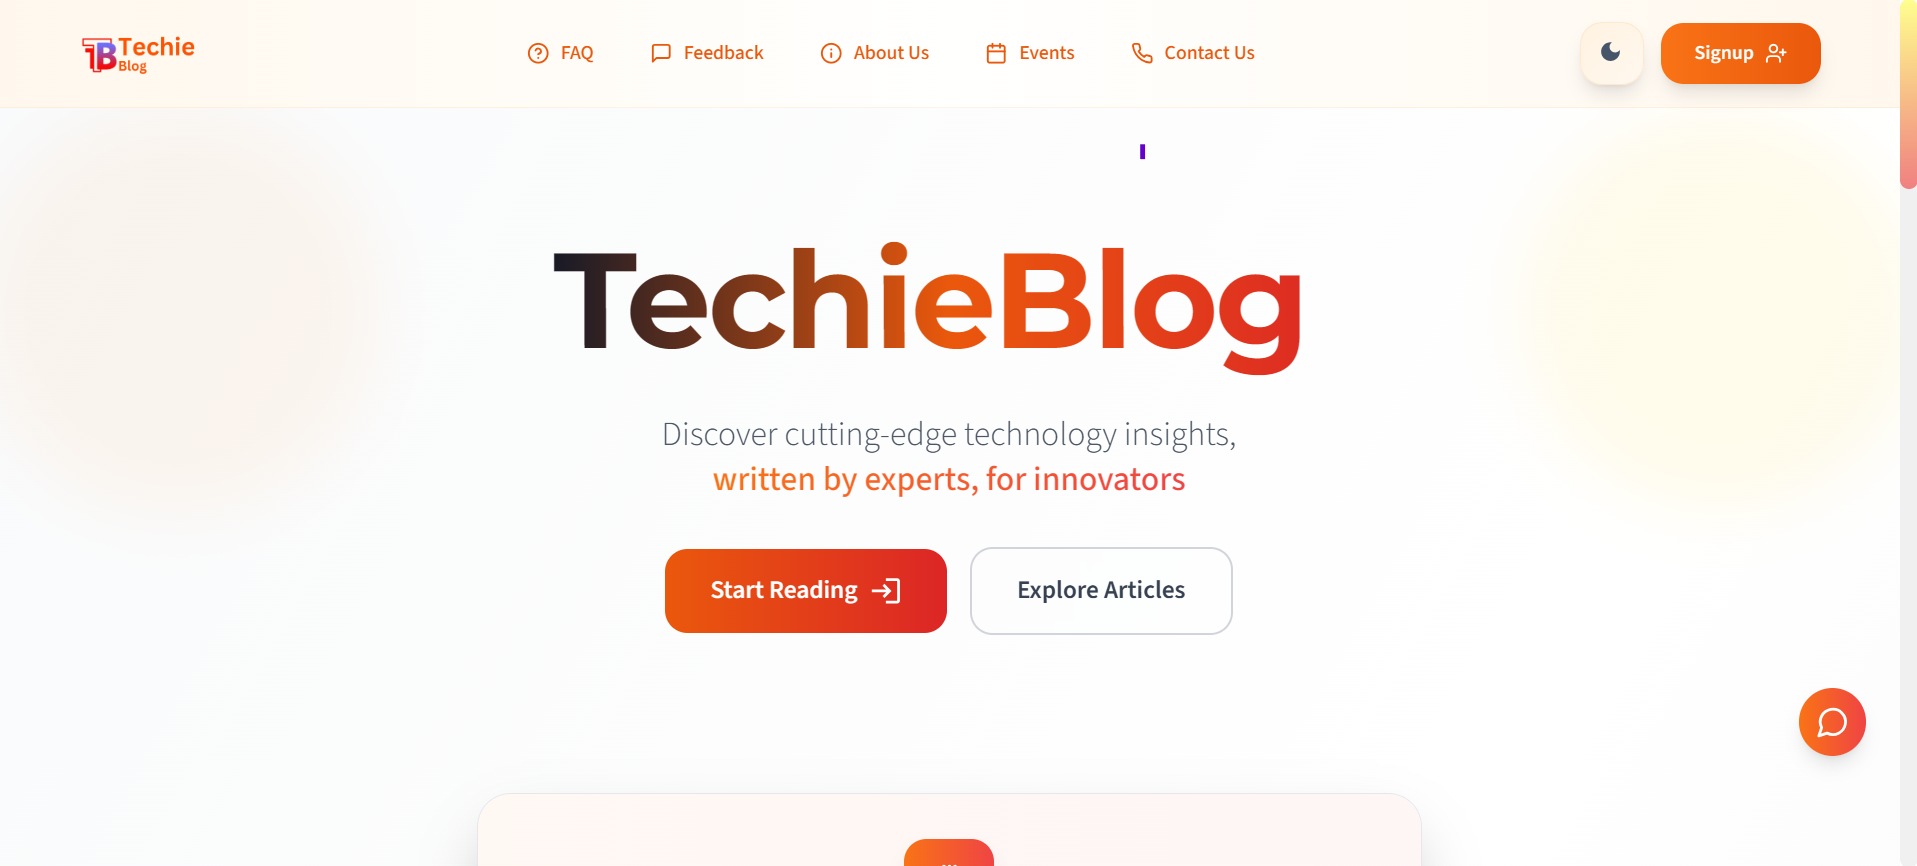 Techie
Blog
FAQ
Feedback
About Us
Events
Contact Us
Signup
TechieBlog
Discover cutting-edge technology insights,
written by experts, for innovators
Start Reading
Explore Articles